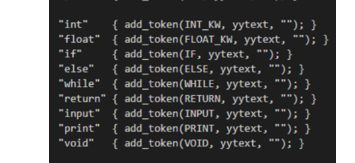 "int" { add_token(INT_KW, yytext, ""); }
"float" { add_token(FLOAT_KW, yytext, ""); }
"if" { add_token(IF, yytext, ""); }
"else" { add_token(ELSE, yytext, ""); }
"while" { add_token(WHILE, yytext, ""); }
"return" { add_token(RETURN, yytext, ""); }
"input" { add_token(INPUT, yytext, ""); }
"print" { add_token(PRINT, yytext, ""); }
"void" { add_token(VOID, yytext, ""); }